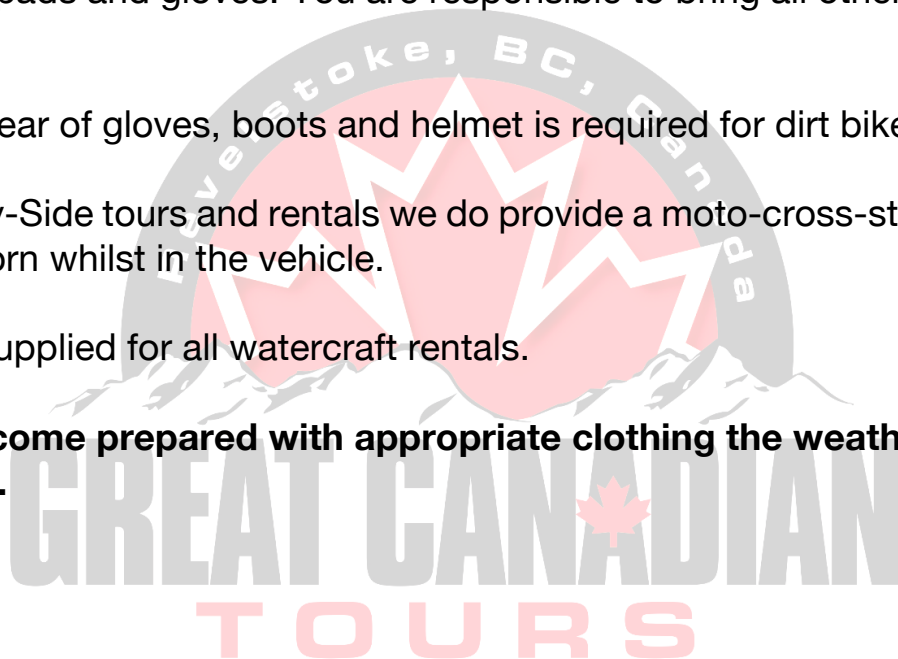 pads and gloves. You are responsible to bring all other
ear of gloves, boots and helmet is required for dirt bike
y-Side tours and rentals we do provide a moto-cross-st
orn whilst in the vehicle.
upplied for all watercraft rentals.
come prepared with appropriate clothing the weath
.
Revelstoke, BC, Canada
GREAT CANADIAN
TOURS